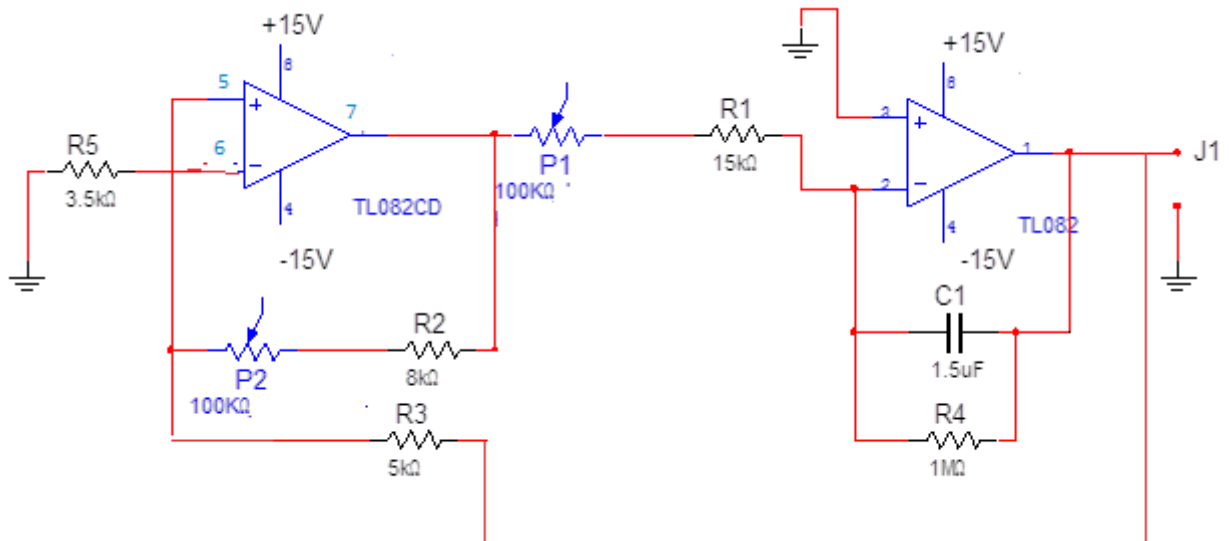 +15V
8
5
7
6
4
TL082CD
-15V
R5
3.5kΩ
P1
100KΩ
R1
15kΩ
+15V
8
3
1
2
4
TL082
-15V
J1
P2
100KΩ
R2
8kΩ
R3
5kΩ
C1
1.5uF
R4
1MΩ